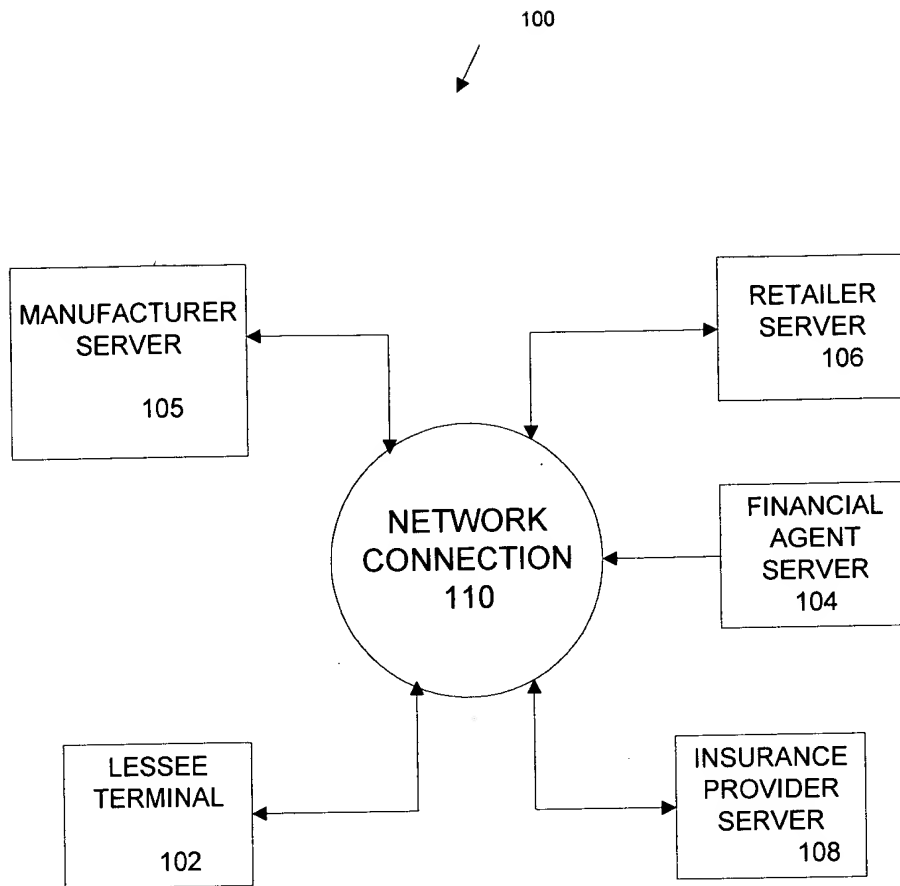 100
MANUFACTURER
SERVER
105
RETAILER
SERVER
106
NETWORK
CONNECTION
110
FINANCIAL
AGENT
SERVER
104
LESSEE
TERMINAL
102
INSURANCE
PROVIDER
SERVER
108